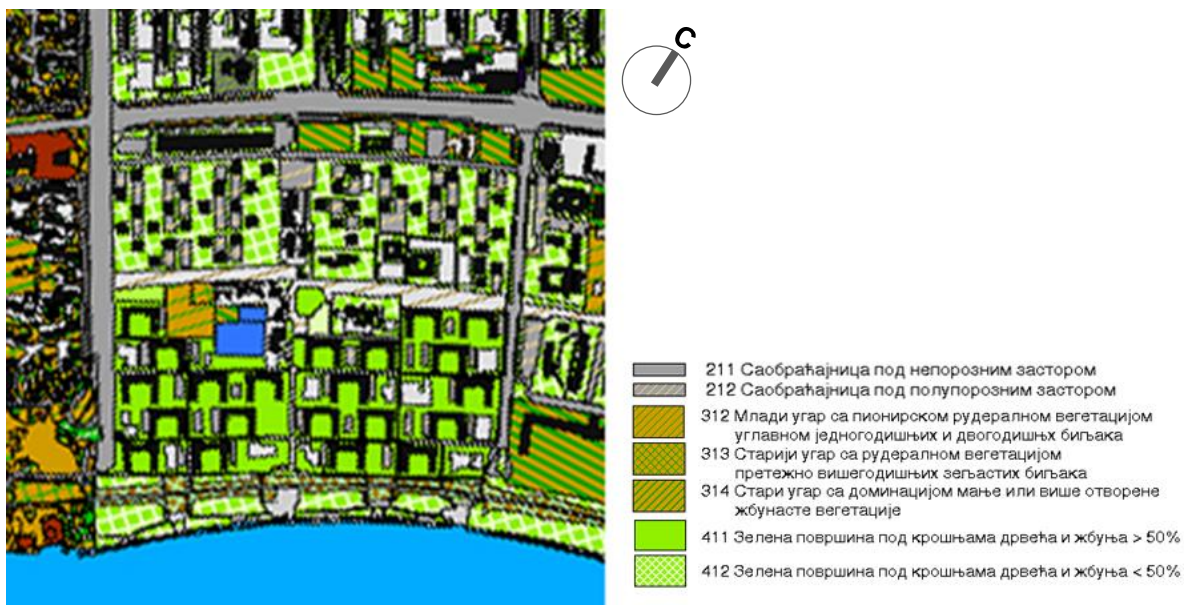 С
211 Саобраћајница под непорозним застором
212 Саобраћајница под полупорозним застором
312 Млади угар са пионирском рудералном вегетацијом
углавном једногодишњих и двогодишњх биљака
313 Старији угар са рудералном вегетацијом
претежно вишегодишњих зељастих биљака
314 Стари угар са доминацијом мање или више отворене
жбунасте вегетације
411 Зелена површина под крошњама дрвећа и жбуња > 50%
412 Зелена површина под крошњама дрвећа и жбуња < 50%